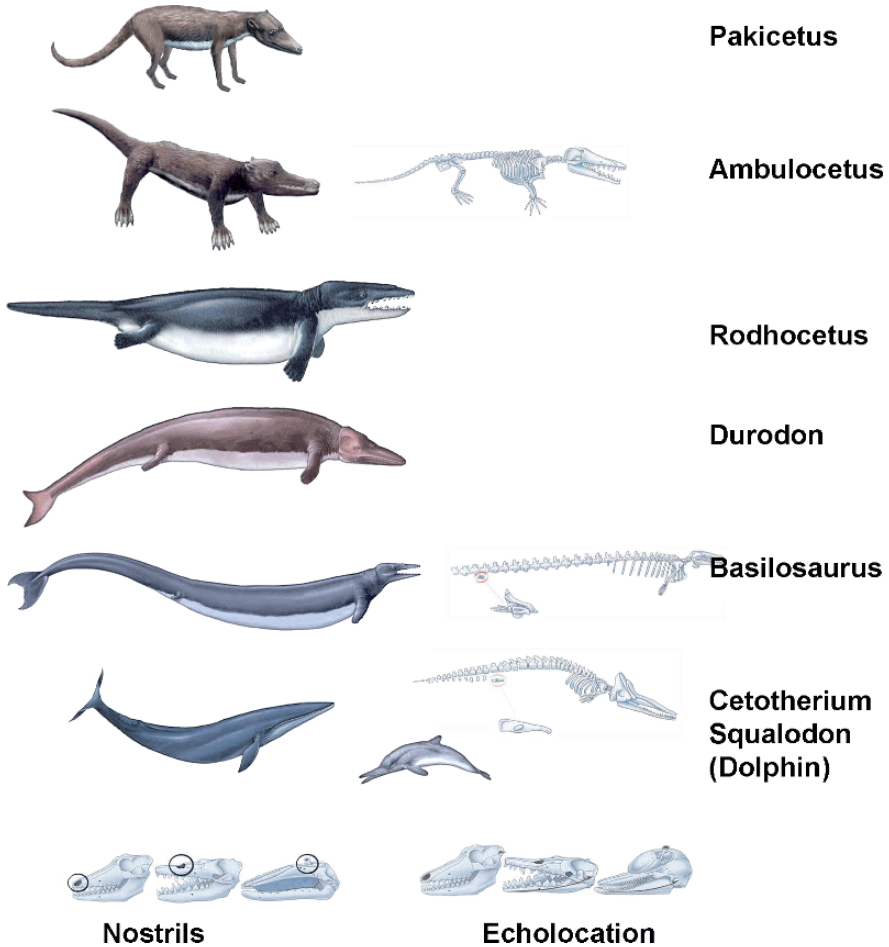 Pakicetus
Ambulocetus
Rodhocetus
Durodon
Basilosaurus
Cetotherium
Squalodon
(Dolphin)
Nostrils
Echolocation